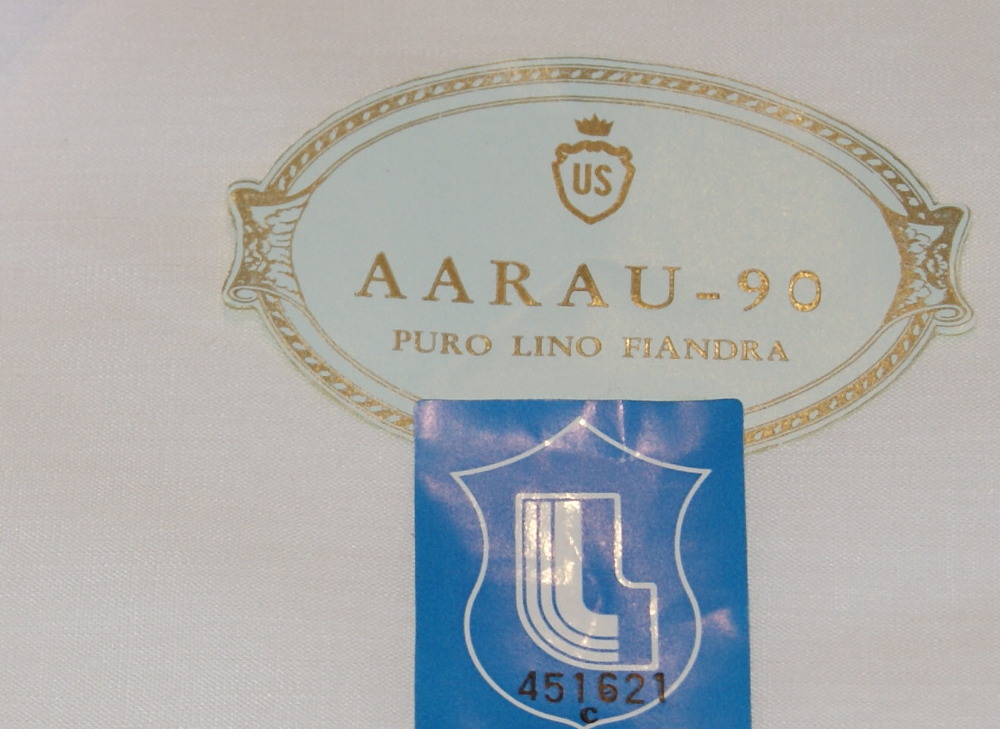 US
AARAU-90
PURO LINO FIANDRA
L
451621
C